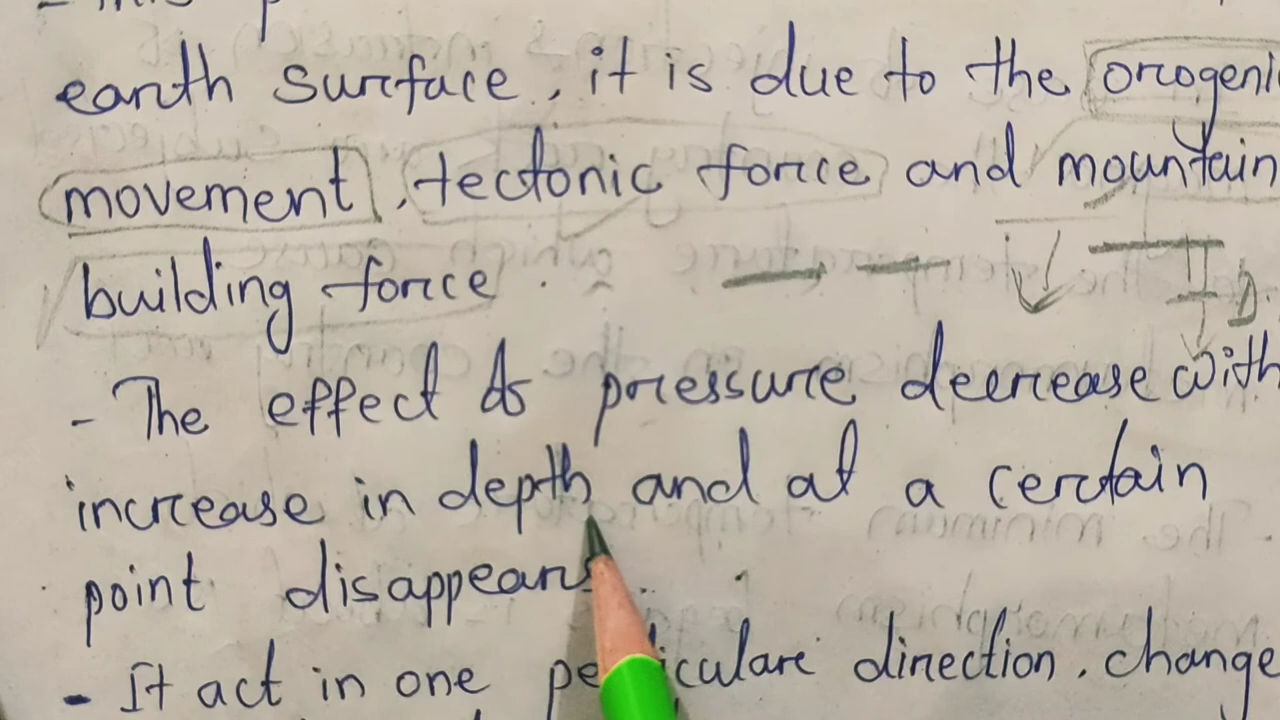 earth surface, it is due to the orogeni
movement, tectonic force and mountain
building force.
D.
- The effect of pressure decrease with
increase in depth and at a certain
point disappears.
- It act in one direction. change